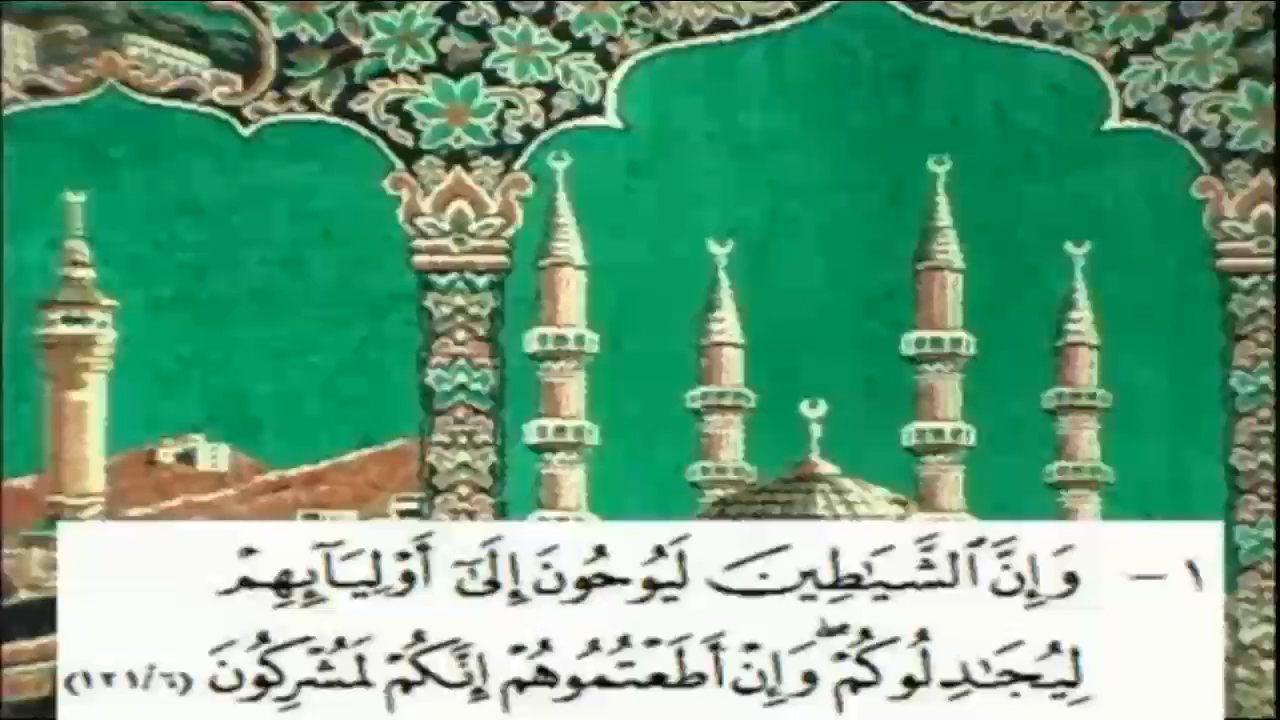 ١ – وَإِنَّ ٱلشَّيَـٰطِينَ لَيُوحُونَ إِلَىٰٓ أَوْلِيَآئِهِمْ
لِيُجَـٰدِلُوكُمْ ۖ وَإِنْ أَطَعْتُمُوهُمْ إِنَّكُمْ لَمُشْرِكُونَ (١٢١/٦)